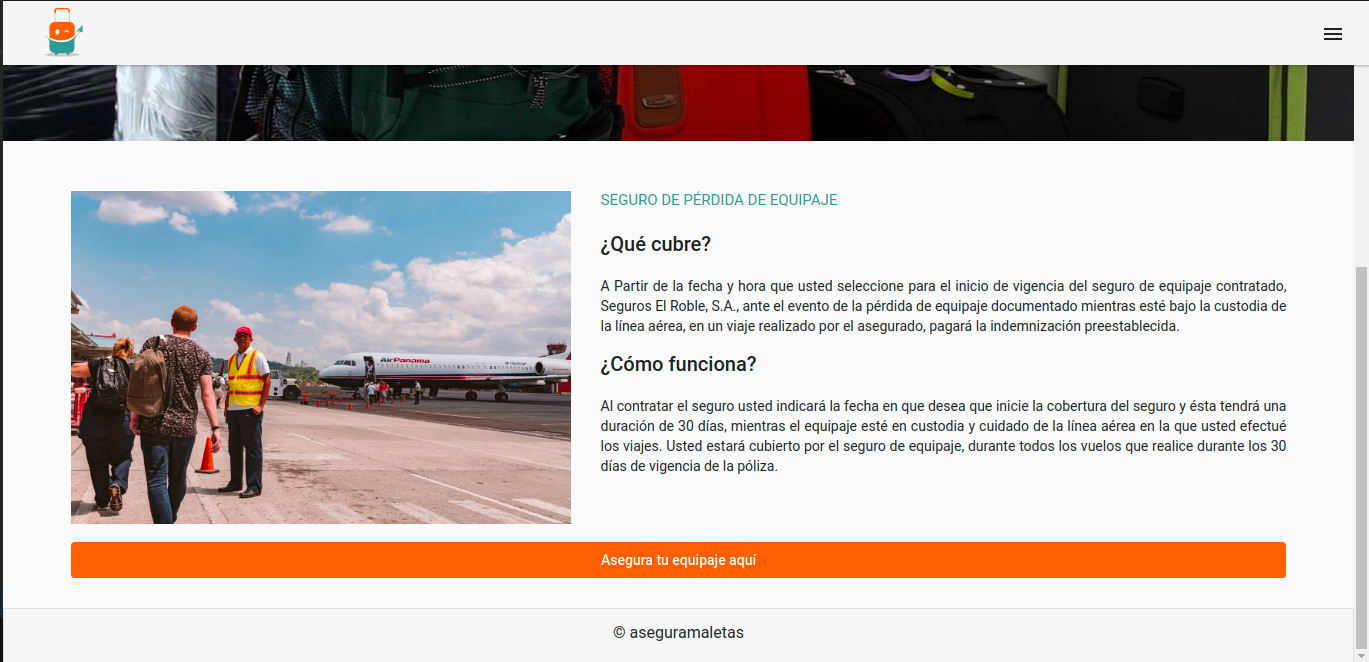 SEGURO DE PÉRDIDA DE EQUIPAJE
¿Qué cubre?
A Partir de la fecha y hora que usted seleccione para el inicio de vigencia del seguro de equipaje contratado,
Seguros El Roble, S.A., ante el evento de la pérdida de equipaje documentado mientras esté bajo la custodia de
la línea aérea, en un viaje realizado por el asegurado, pagará la indemnización preestablecida.
AirPanama
¿Cómo funciona?
Al contratar el seguro usted indicará la fecha en que desea que inicie la cobertura del seguro y ésta tendrá una
duración de 30 días, mientras el equipaje esté en custodia y cuidado de la línea aérea en la que usted efectué
los viajes. Usted estará cubierto por el seguro de equipaje, durante todos los vuelos que realice durante los 30
días de vigencia de la póliza.
Asegura tu equipaje aquí
© aseguramaletas